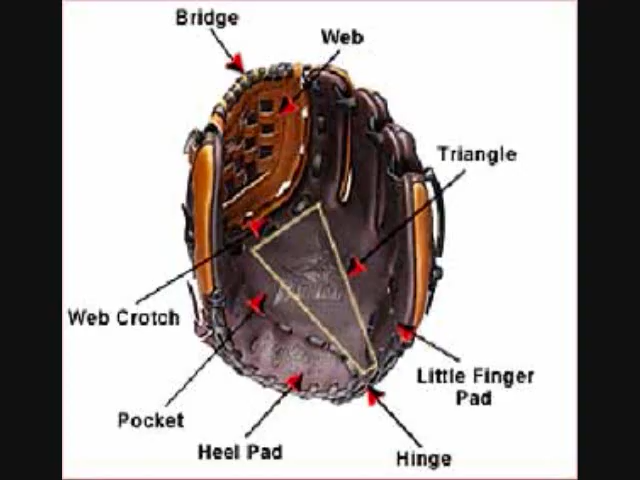 Bridge
Web
Triangle
Web Crotch
Little Finger
Pad
Pocket
Heel Pad
Hinge